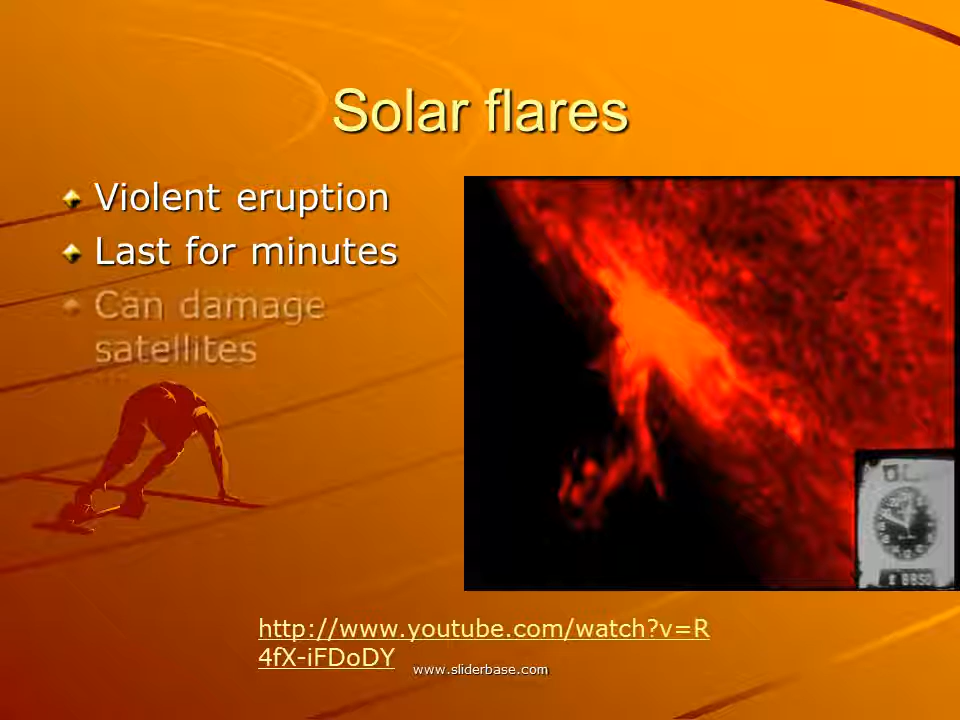 Solar flares
Violent eruption
Last for minutes
Can damage
satellites
BBSO
http://www.youtube.com/watch?v=R
4fX-iFDoDY
www.sliderbase.com